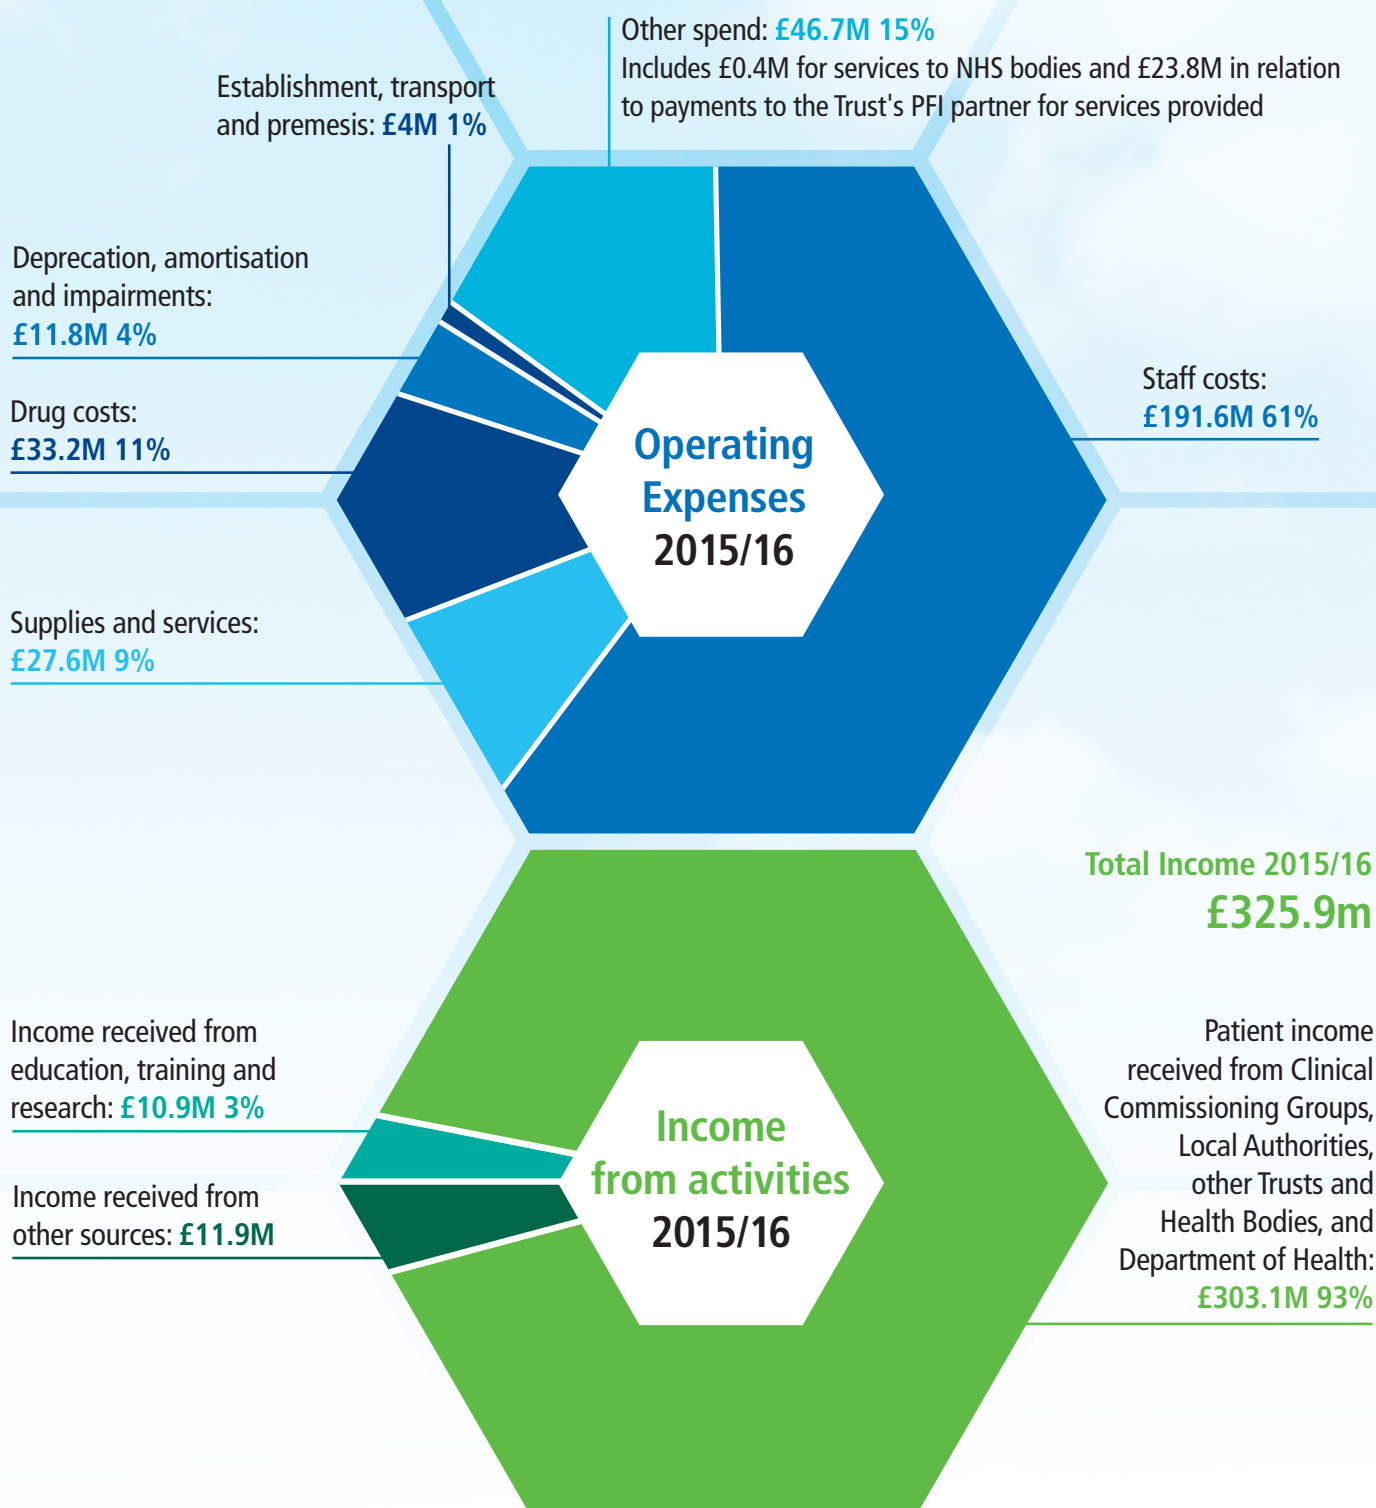 Other spend: £46.7M 15%
Includes £0.4M for services to NHS bodies and £23.8M in relation
to payments to the Trust's PFI partner for services provided
Establishment, transport
and premesis: £4M 1%
Deprecation, amortisation
and impairments:
£11.8M 4%
Drug costs:
£33.2M 11%
Supplies and services:
£27.6M 9%
Operating
Expenses
2015/16
Staff costs:
£191.6M 61%
Total Income 2015/16
£325.9m
Income received from
education, training and
research: £10.9M 3%
Income received from
other sources: £11.9M
Income
from activities
2015/16
Patient income
received from Clinical
Commissioning Groups,
Local Authorities,
other Trusts and
Health Bodies, and
Department of Health:
£303.1M 93%